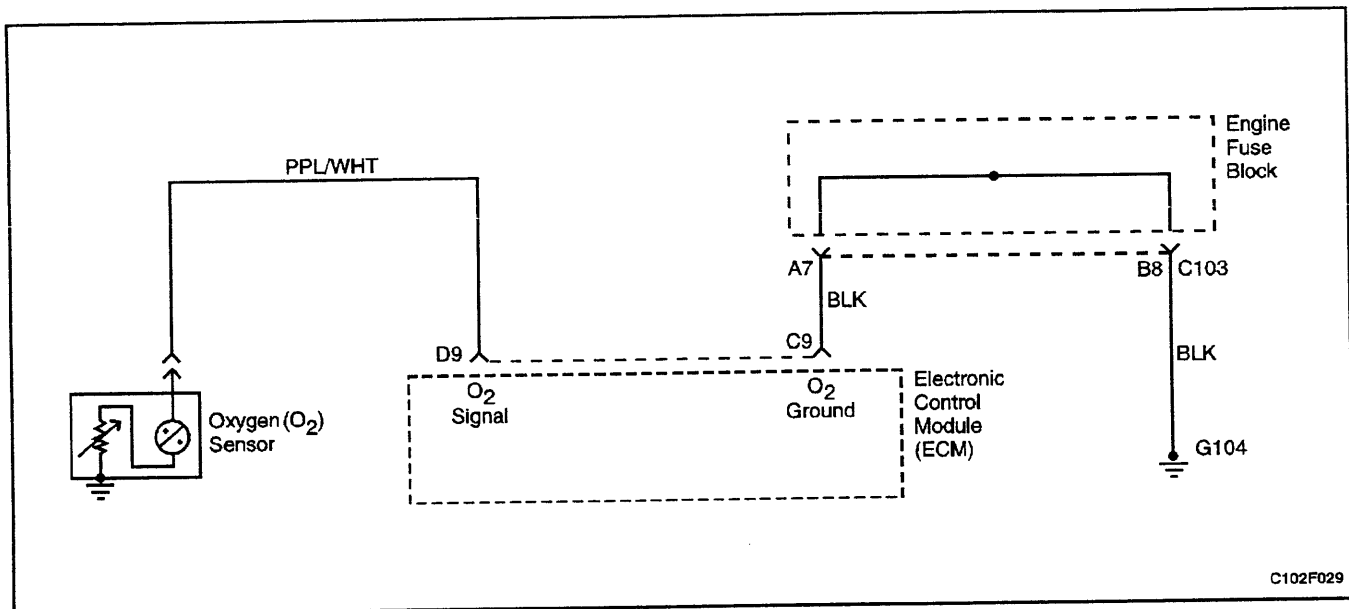 PPL/WHT
Engine
Fuse
Block
A7
B8
C103
BLK
BLK
D9
C9
O2
Signal
O2
Ground
Electronic
Control
Module
(ECM)
Oxygen (O2)
Sensor
G104
C102F029